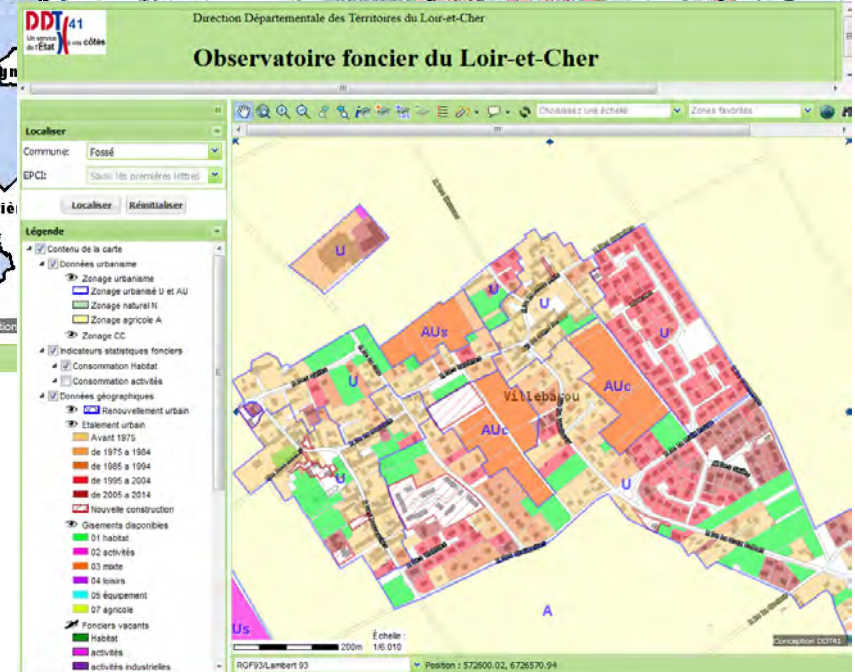 DDT 41
Un service de l'État à vos côtés
Direction Départementale des Territoires du Loir-et-Cher
Observatoire foncier du Loir-et-Cher
Choisissez une échelle
Zones favorites
Localiser
Commune: Fossé
EPCI: Saisir les premières lettres
Localiser Réinitialiser
Légende
Contenu de la carte
Données urbanisme
Zonage urbanisme
Zonage urbanisé U et AU
Zonage naturel N
Zonage agricole A
Zonage CC
Indicateurs statistiques fonciers
Consommation Habitat
Consommation activités
Données géographiques
Renouvellement urbain
Etalement urbain
Avant 1975
de 1975 a 1984
de 1985 a 1994
de 1995 a 2004
de 2005 a 2014
Nouvelle construction
Gisements disponibles
01 habitat
02 activités
03 mixte
04 loisirs
05 équipement
07 agricole
Fonciers vacants
Habitat
activités
activités industrielles
U
U
U
AUs
U
U
Villebarou
AUc
AUc
U
U
A
Us
200m
Échelle :
1/6.010
Conception DDT41
RGF93/Lambert 93
Position : 572600.02, 6726570.94